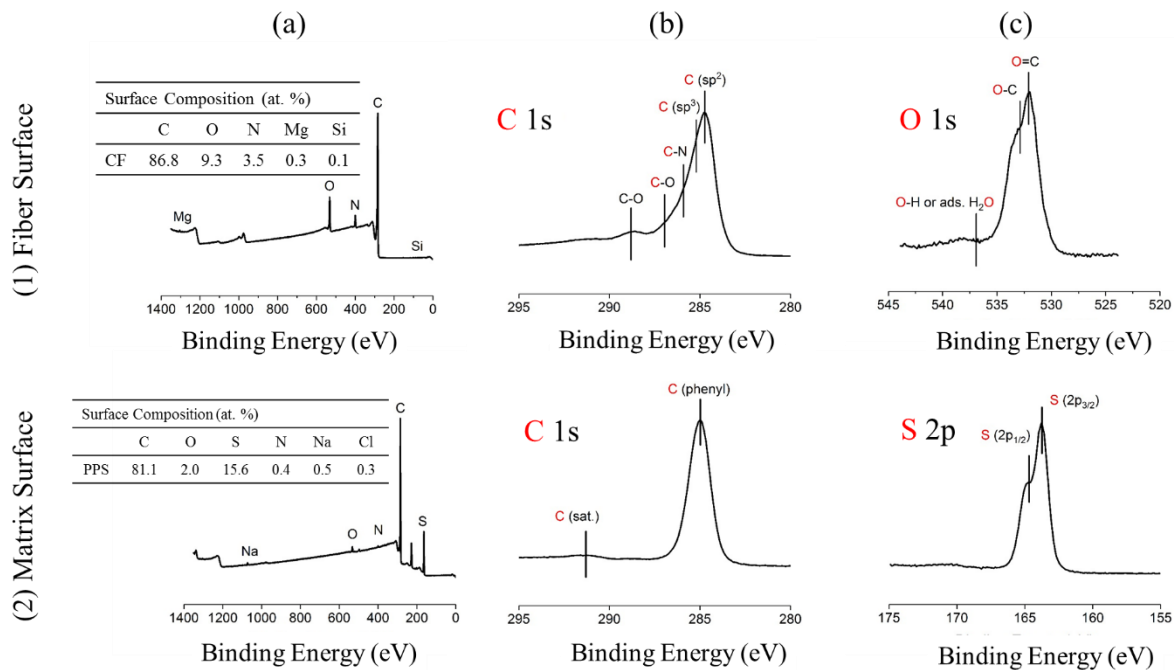 (a)
(b)
(c)
(1) Fiber Surface
Surface Composition (at. %)
C O N Mg Si
CF 86.8 9.3 3.5 0.3 0.1
C
O
N
Mg
Si
1400 1200 1000 800 600 400 200 0
Binding Energy (eV)
C 1s
C (sp2)
C (sp3)
C-N
C-O
C-O
295 290 285 280
Binding Energy (eV)
O 1s
O=C
O-C
O-H or ads. H2O
545 540 535 530 525 520
Binding Energy (eV)
(2) Matrix Surface
Surface Composition (at. %)
C O S N Na Cl
PPS 81.1 2.0 15.6 0.4 0.5 0.3
C
S
O
N
Na
1400 1200 1000 800 600 400 200 0
Binding Energy (eV)
C 1s
C (phenyl)
C (sat.)
295 290 285 280
Binding Energy (eV)
S 2p
S (2p3/2)
S (2p1/2)
175 170 165 160 155
Binding Energy (eV)